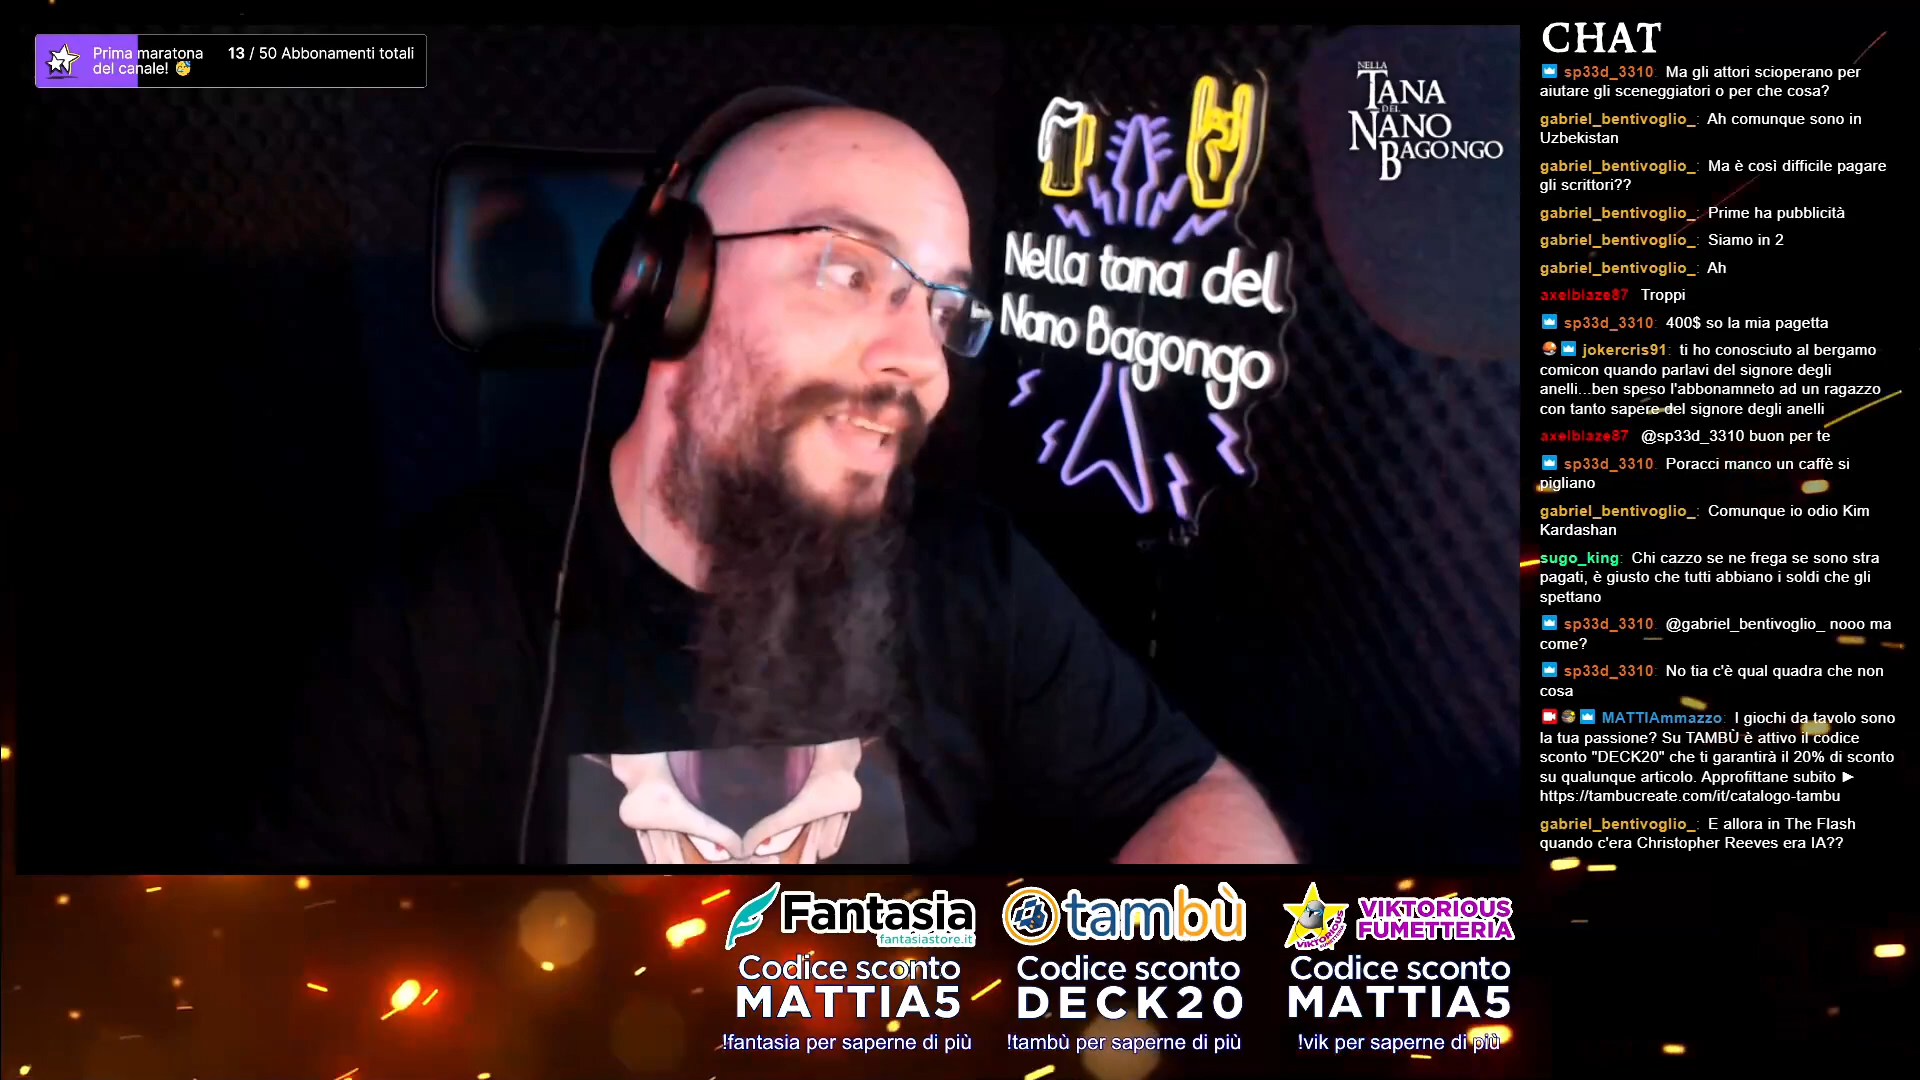 Prima maratona
del canale!
13 / 50 Abbonamenti totali
NELLA
TANA
DEL
NANO
BAGONGO
Nella tana del
Nano Bagongo
CHAT
sp33d_3310: Ma gli attori scioperano per
aiutare gli sceneggiatori o per che cosa?
gabriel_bentivoglio_: Ah comunque sono in
Uzbekistan
gabriel_bentivoglio_: Ma è così difficile pagare
gli scrittori??
gabriel_bentivoglio_: Prime ha pubblicità
gabriel_bentivoglio_: Siamo in 2
gabriel_bentivoglio_: Ah
axelblaze87 Troppi
sp33d_3310: 400$ so la mia pagetta
jokercris91: ti ho conosciuto al bergamo
comicon quando parlavi del signore degli
anelli...ben speso l'abbonamneto ad un ragazzo
con tanto sapere del signore degli anelli
axelblaze87 @sp33d_3310 buon per te
sp33d_3310: Poracci manco un caffè si
pigliano
gabriel_bentivoglio_: Comunque io odio Kim
Kardashan
sugo_king: Chi cazzo se ne frega se sono stra
pagati, è giusto che tutti abbiano i soldi che gli
spettano
sp33d_3310: @gabriel_bentivoglio_ nooo ma
come?
sp33d_3310: No tia c'è qual quadra che non
cosa
MATTIAmmazzo: I giochi da tavolo sono
la tua passione? Su TAMBÙ è attivo il codice
sconto "DECK20" che ti garantirà il 20% di sconto
su qualunque articolo. Approfittane subito ►
https://tambucreate.com/it/catalogo-tambu
gabriel_bentivoglio_: E allora in The Flash
quando c'era Christopher Reeves era IA??
Fantasia
fantasiastore.it
Codice sconto
MATTIA5
!fantasia per saperne di più
tambù
Codice sconto
DECK20
!tambù per saperne di più
VIKTORIOUS
FUMETTERIA
VIKTORIOUS
FUMETTERIA
Codice sconto
MATTIA5
!vik per saperne di più